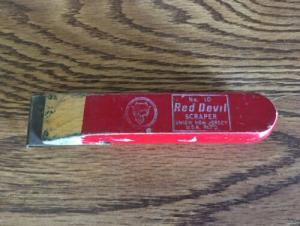 No. 10
Red Devil
SCRAPER
UNION NEW JERSEY
U.S.A.
®